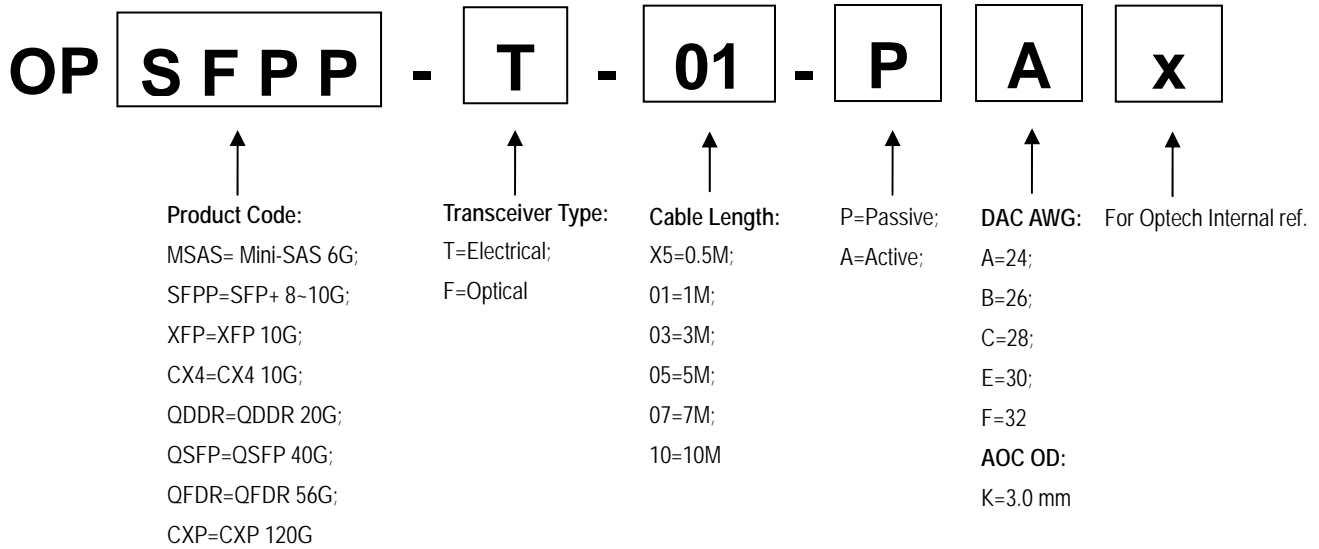 OP SFPP - T - 01 - P A x
Product Code:
MSAS= Mini-SAS 6G;
SFPP=SFP+ 8~10G;
XFP=XFP 10G;
CX4=CX4 10G;
QDDR=QDDR 20G;
QSFP=QSFP 40G;
QFDR=QFDR 56G;
CXP=CXP 120G
Transceiver Type:
T=Electrical;
F=Optical
Cable Length:
X5=0.5M;
01=1M;
03=3M;
05=5M;
07=7M;
10=10M
P=Passive;
A=Active;
DAC AWG:
A=24;
B=26;
C=28;
E=30;
F=32
AOC OD:
K=3.0 mm
For Optech Internal ref.